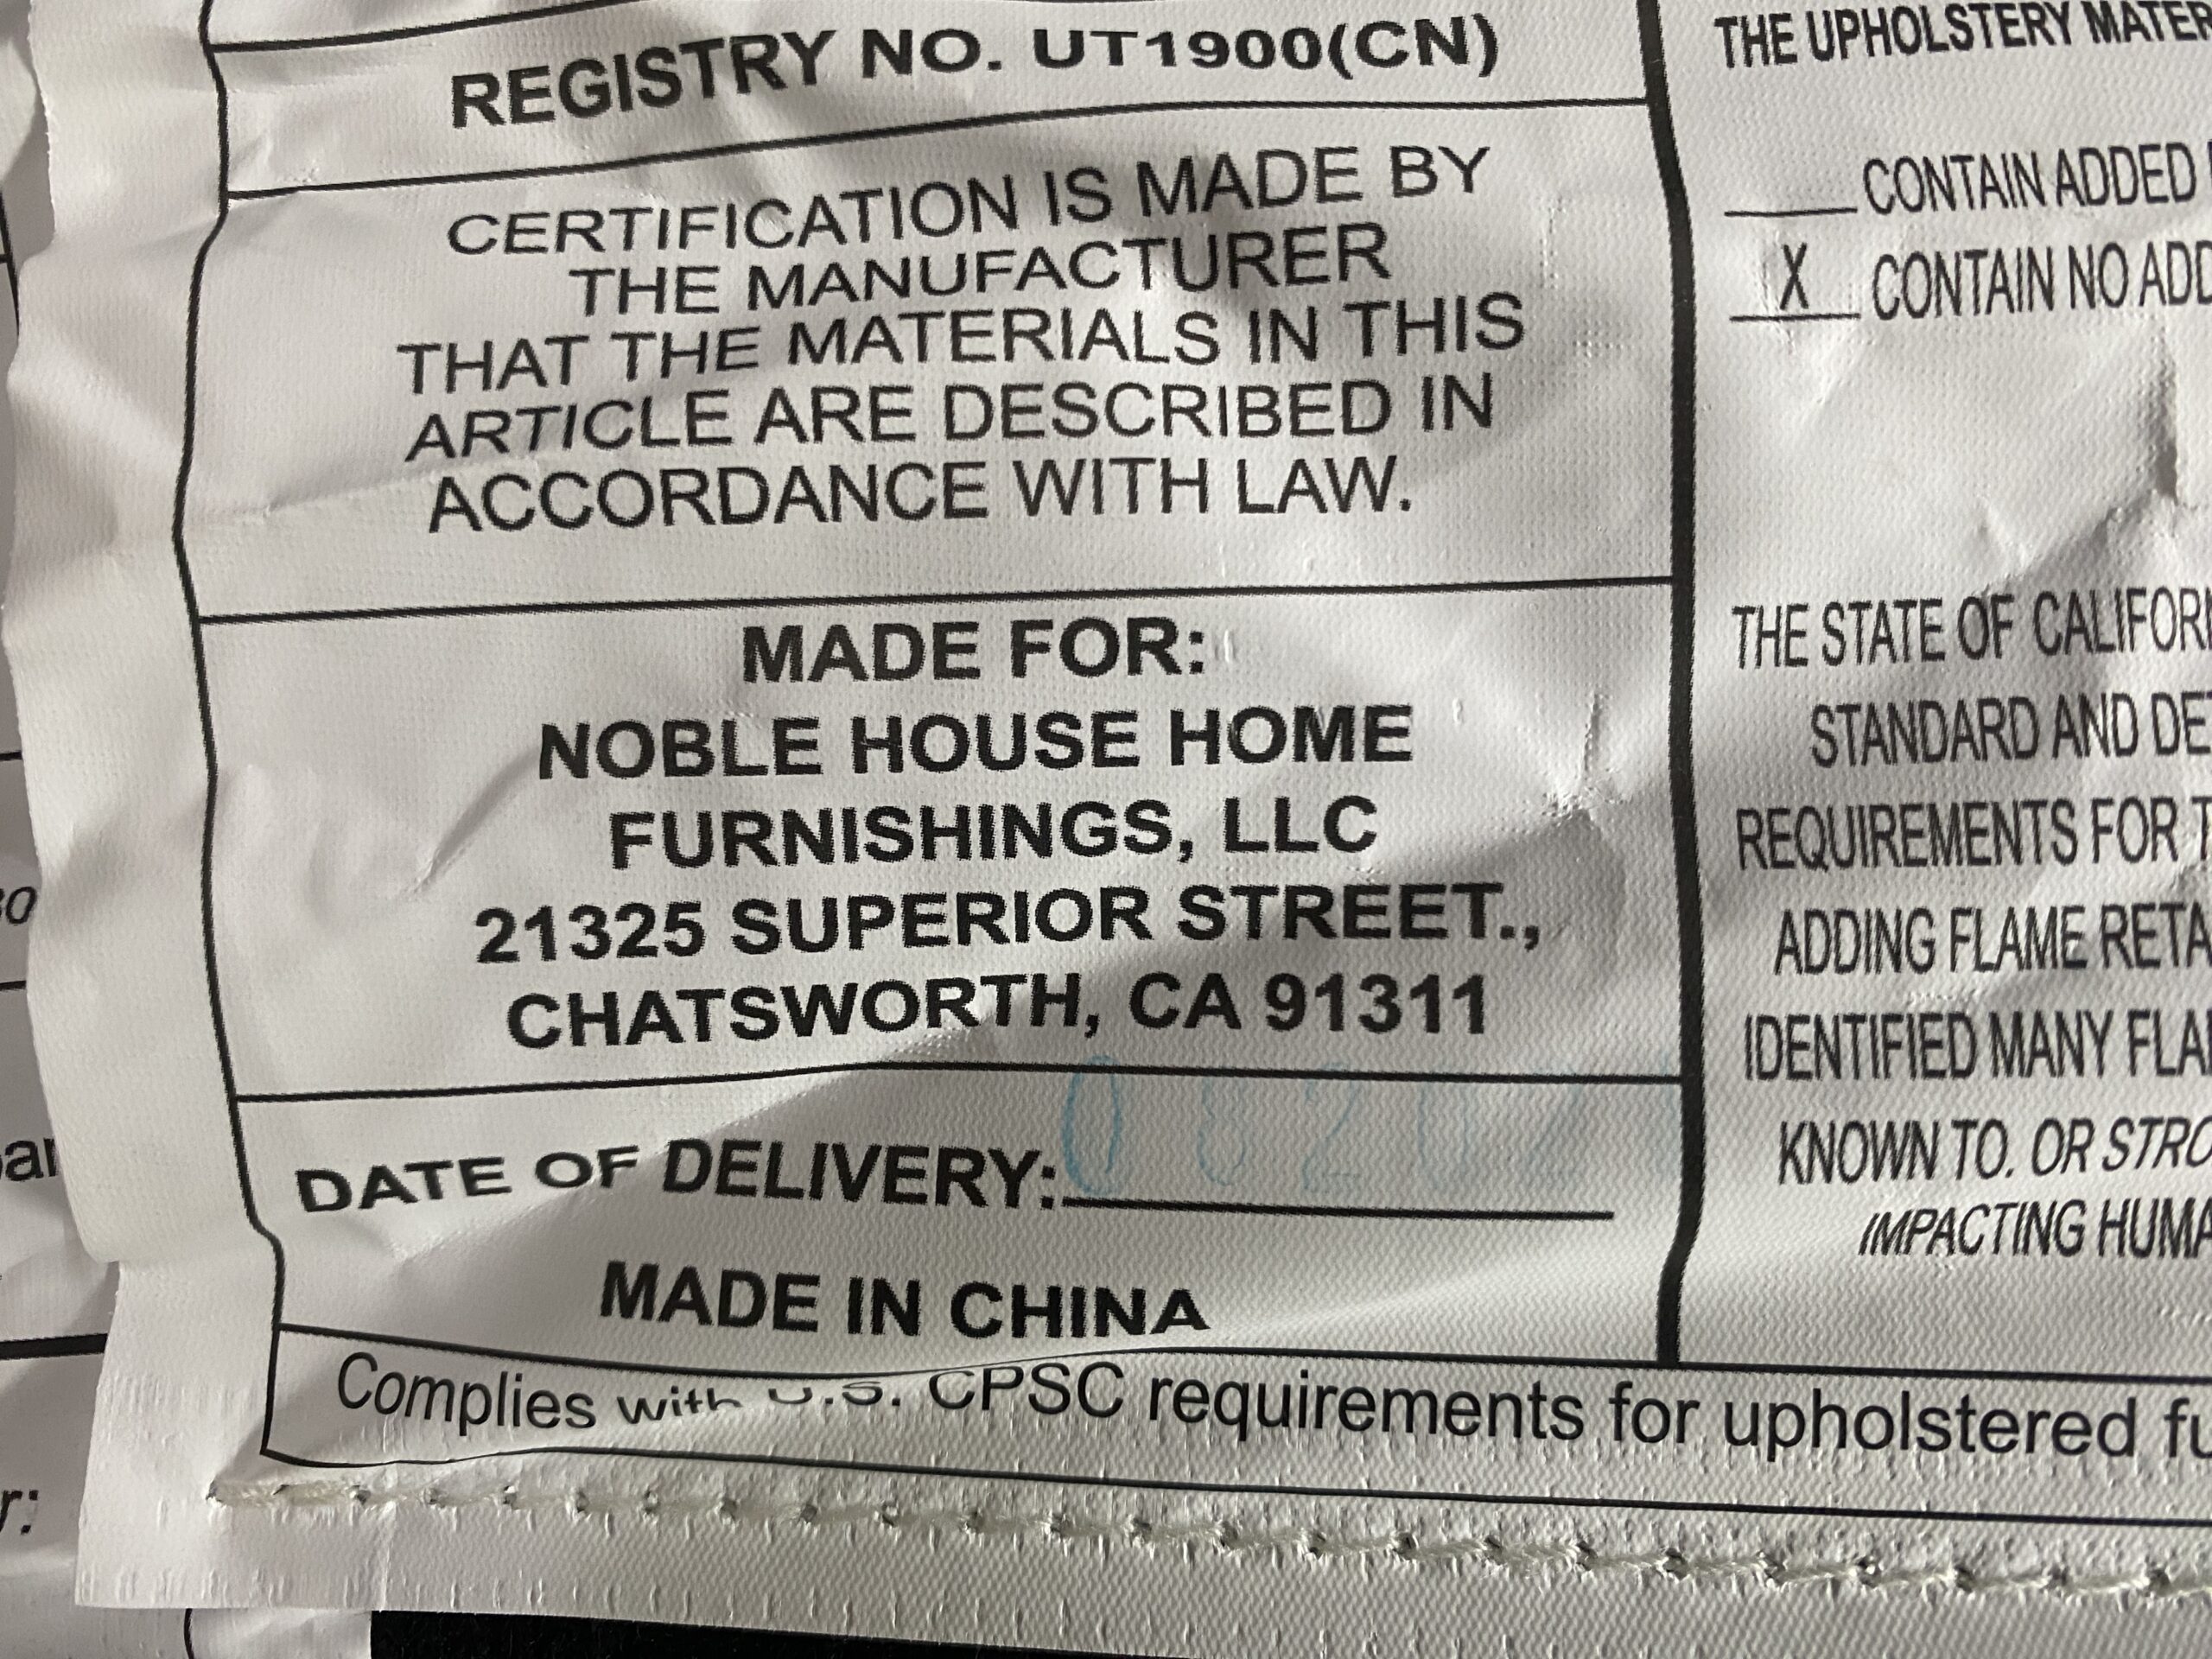 REGISTRY NO. UT1900(CN)
CERTIFICATION IS MADE BY
THE MANUFACTURER
THAT THE MATERIALS IN THIS
ARTICLE ARE DESCRIBED IN
ACCORDANCE WITH LAW.
MADE FOR:
NOBLE HOUSE HOME
FURNISHINGS, LLC
21325 SUPERIOR STREET.,
CHATSWORTH, CA 91311
DATE OF DELIVERY:
MADE IN CHINA
THE UPHOLSTERY
CONTAIN ADDED
X CONTAIN NO
THE STATE OF
STANDARD AND
REQUIREMENTS FOR
ADDING FLAME
IDENTIFIED MANY
KNOWN TO. OR
IMPACTING
Complies with U.S. CPSC requirements for upholstered